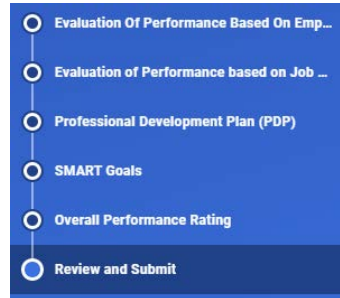 Evaluation Of Performance Based On Emp...
Evaluation of Performance based on Job ...
Professional Development Plan (PDP)
SMART Goals
Overall Performance Rating
Review and Submit